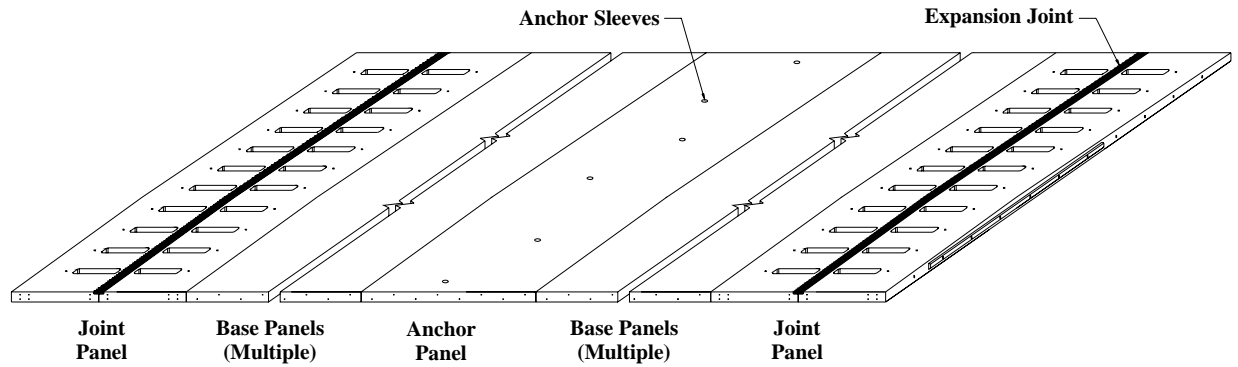 Anchor Sleeves
Expansion Joint
Joint
Panel
Base Panels
(Multiple)
Anchor
Panel
Base Panels
(Multiple)
Joint
Panel